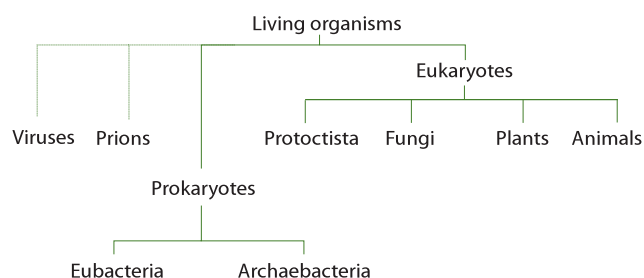 Living organisms
Eukaryotes
Viruses Prions Protoctista Fungi Plants Animals
Prokaryotes
Eubacteria Archaebacteria